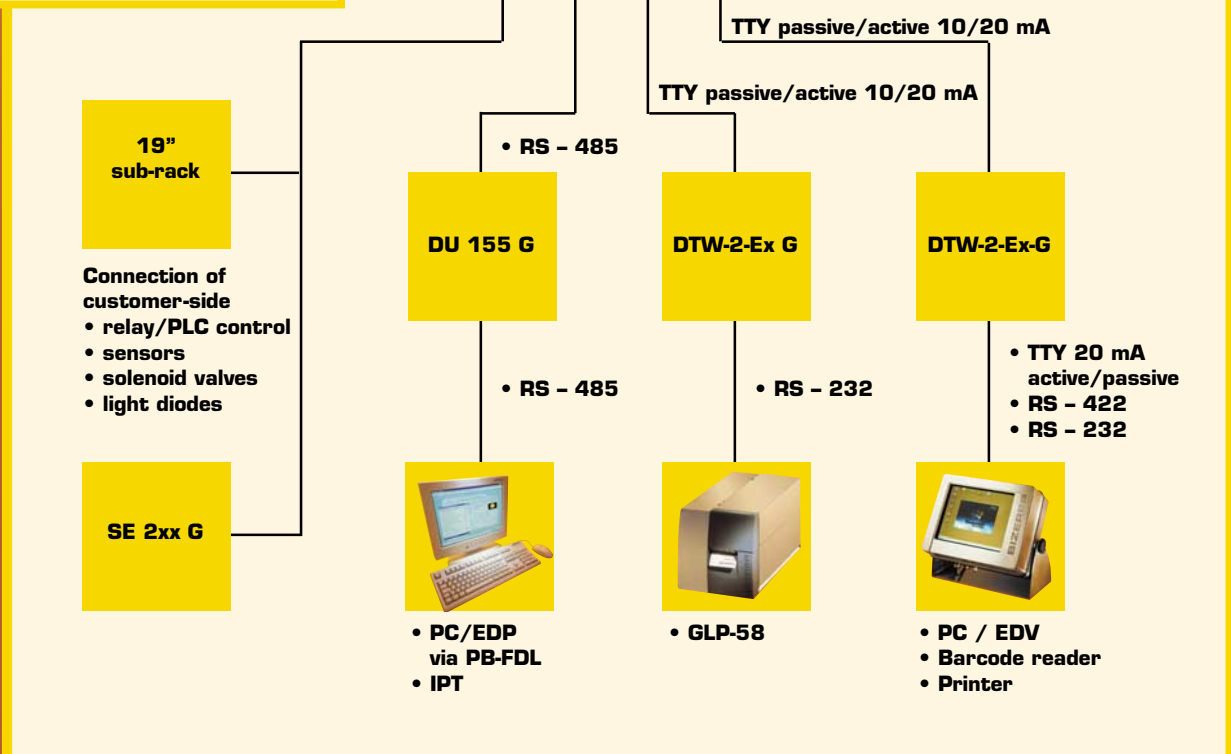 TTY passive/active 10/20 mA
TTY passive/active 10/20 mA
19”
sub-rack
• RS – 485
DU 155 G
DTW-2-Ex G
DTW-2-Ex-G
Connection of
customer-side
• relay/PLC control
• sensors
• solenoid valves
• light diodes
• RS – 485
• RS – 232
• TTY 20 mA
active/passive
• RS – 422
• RS – 232
SE 2xx G
BIZERBA
• PC/EDP
via PB-FDL
• IPT
• GLP-58
• PC / EDV
• Barcode reader
• Printer